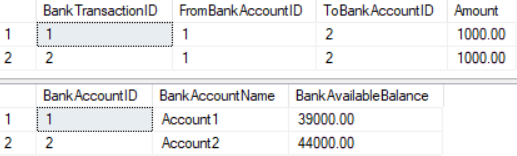 BankTransactionID FromBankAccountID ToBankAccountID Amount
1 1 1 2 1000.00
2 2 1 2 1000.00
BankAccountID BankAccountName BankAvailableBalance
1 1 Account1 39000.00
2 2 Account2 44000.00